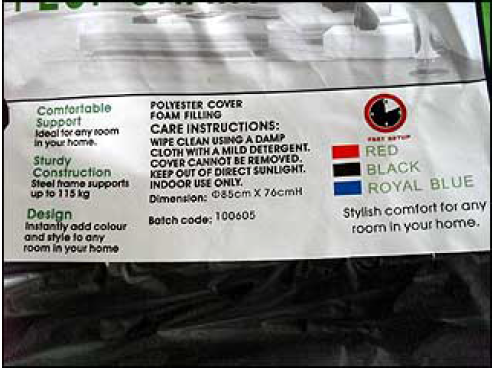 Comfortable
Support
Ideal for any room
in your home.
Sturdy
Construction
Steel frame supports
up to 115 kg
Design
Instantly add colour
and style to any
room in your home
POLYESTER COVER
FOAM FILLING
CARE INSTRUCTIONS:
WIPE CLEAN USING A DAMP
CLOTH WITH A MILD DETERGENT.
COVER CANNOT BE REMOVED.
KEEP OUT OF DIRECT SUNLIGHT.
INDOOR USE ONLY.
Dimension: Φ85cm X 76cmH
Batch code: 100605
FAST SETUP
RED
BLACK
ROYAL BLUE
Stylish comfort for any
room in your home.